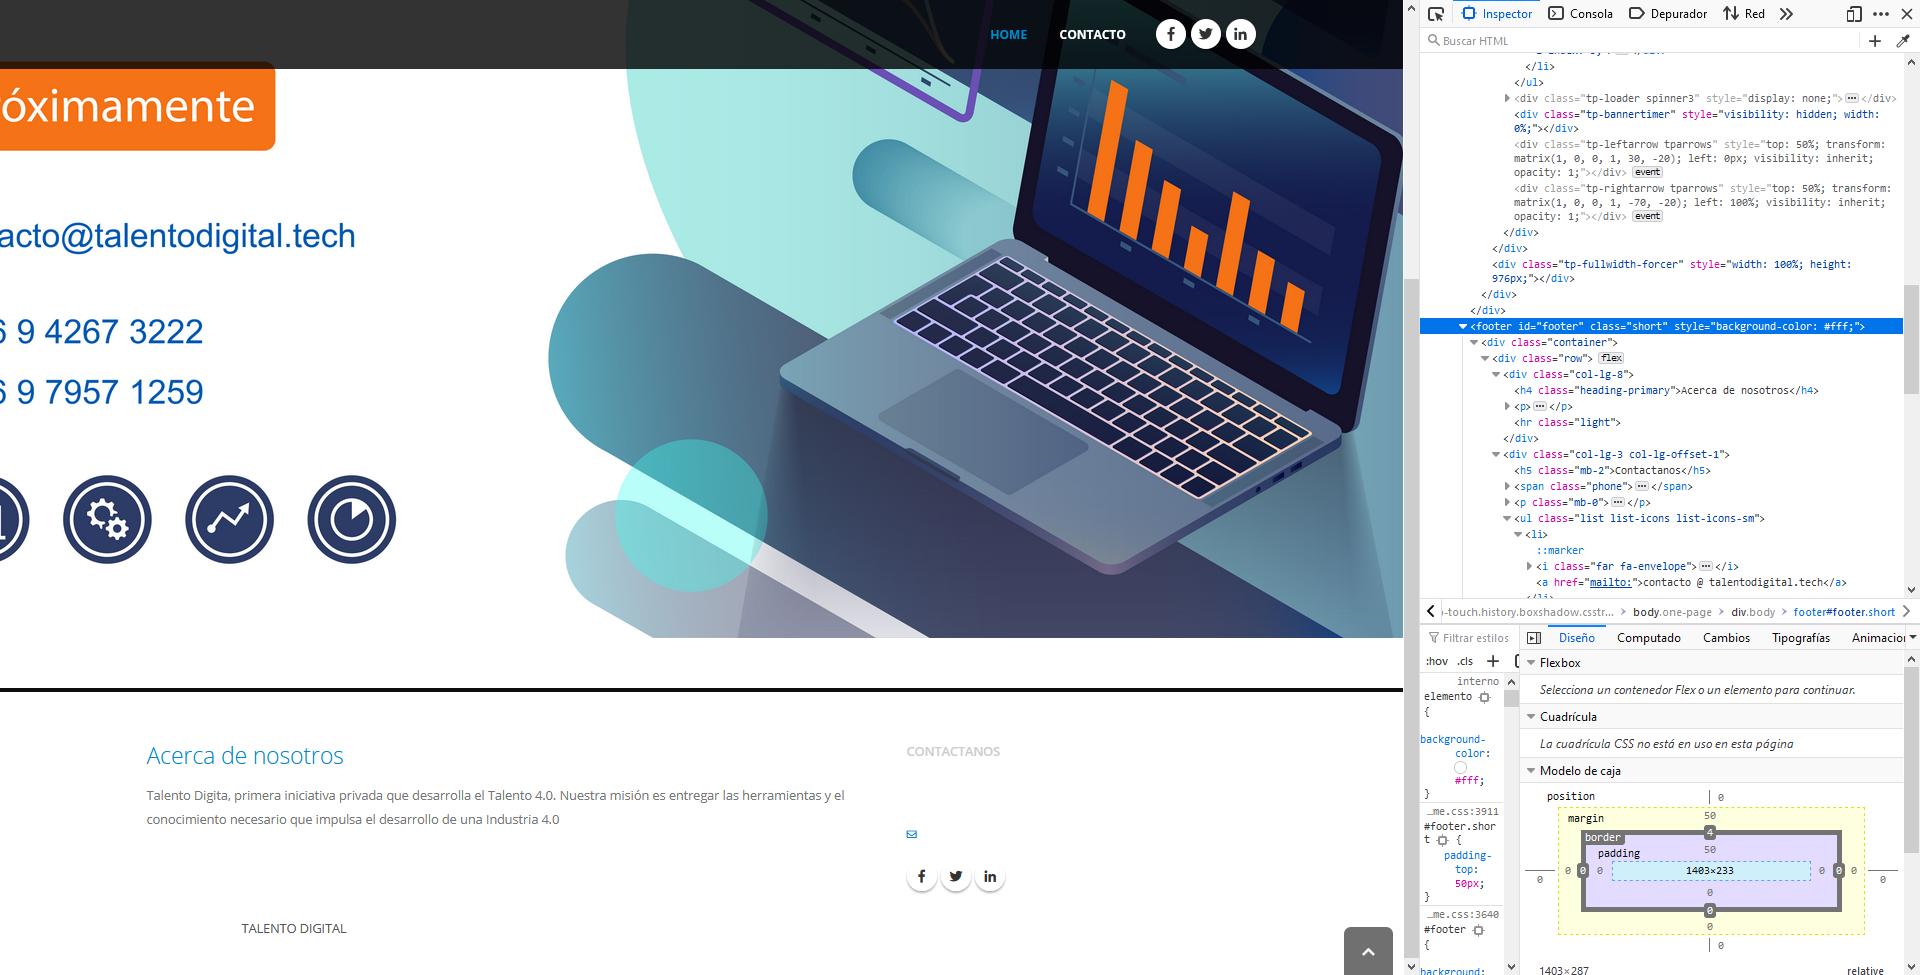 HOME
CONTACTO
róximamente
acto@talentodigital.tech
6 9 4267 3222
6 9 7957 1259
Acerca de nosotros
Talento Digita, primera iniciativa privada que desarrolla el Talento 4.0. Nuestra misión es entregar las herramientas y el
conocimiento necesario que impulsa el desarrollo de una Industria 4.0
CONTACTANOS
TALENTO DIGITAL
Inspector
Consola
Depurador
Red
Buscar HTML
</li>
</ul>
<div class="tp-loader spinner3" style="display: none;"></div>
<div class="tp-bannertimer" style="visibility: hidden; width:
0%;"></div>
<div class="tp-leftarrow tparrows" style="top: 50%; transform:
matrix(1, 0, 0, 1, 30, -20); left: 0px; visibility: inherit;
opacity: 1;"></div> event
<div class="tp-rightarrow tparrows" style="top: 50%; transform:
matrix(1, 0, 0, 1, -70, -20); left: 100%; visibility: inherit;
opacity: 1;"></div> event
</div>
</div>
<div class="tp-fullwidth-forcer" style="width: 100%; height:
976px;"></div>
</div>
</div>
<footer id="footer" class="short" style="background-color: #fff;">
<div class="container">
<div class="row"> flex
<div class="col-lg-8">
<h4 class="heading-primary">Acerca de nosotros</h4>
<p></p>
<hr class="light">
</div>
<div class="col-lg-3 col-lg-offset-1">
<h5 class="mb-2">Contactanos</h5>
<span class="phone"></span>
<p class="mb-0"></p>
<ul class="list list-icons list-icons-sm">
<li>
::marker
<i class="far fa-envelope"></i>
<a href="mailto:">contacto @ talentodigital.tech</a>
-touch.history.boxshadow.csstr...
body.one-page
div.body
footer#footer.short
Filtrar estilos
:hov .cls
interno
elemento
{
background-
color:
#fff;
}
…me.css:3911
#footer.shor
t {
padding-
top:
50px;
}
…me.css:3640
#footer
{
background:
Diseño
Computado
Cambios
Tipografías
Animacion
Flexbox
Selecciona un contenedor Flex o un elemento para continuar.
Cuadrícula
La cuadrícula CSS no está en uso en esta página
Modelo de caja
position
0
margin
50
border
4
padding
50
0
0 0 0
1403×233
0 0 0
0
0
0
0
0
1403×287
relative